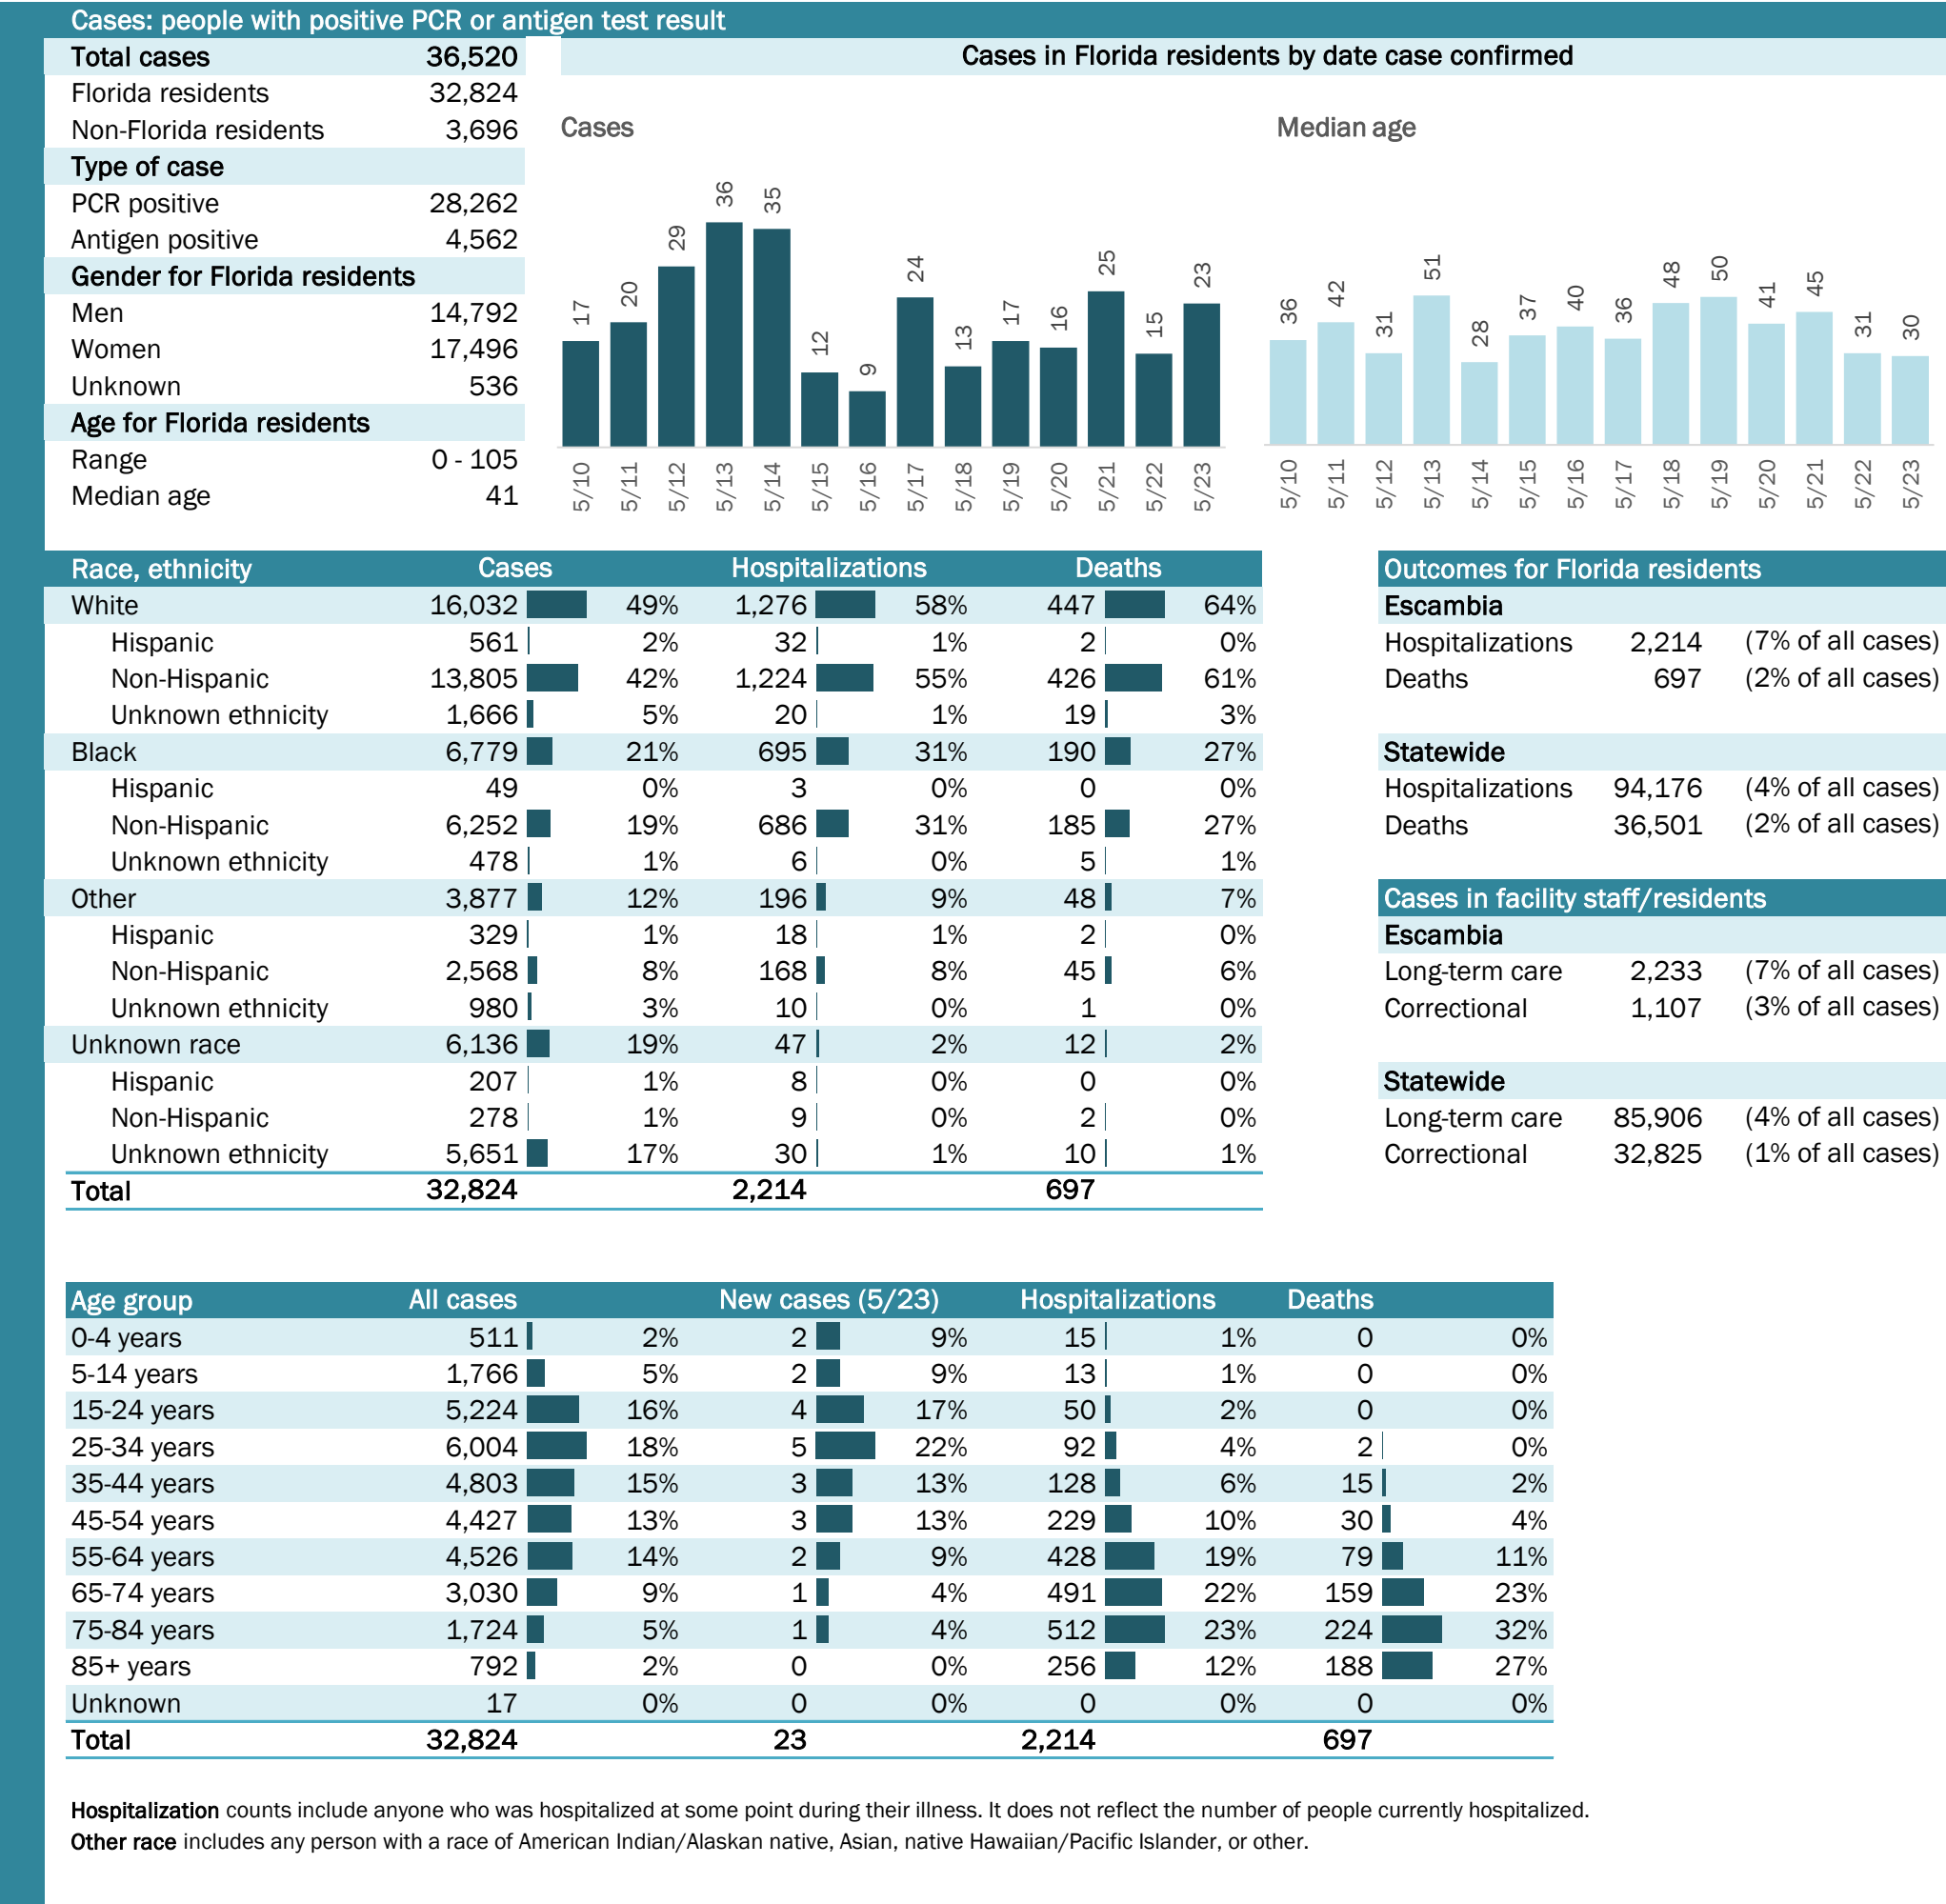 Cases: people with positive PCR or antigen test result
Total cases 36,520
Florida residents 32,824
Non-Florida residents 3,696
Type of case
PCR positive 28,262
Antigen positive 4,562
Gender for Florida residents
Men 14,792
Women 17,496
Unknown 536
Age for Florida residents
Range 0 - 105
Median age 41
Cases in Florida residents by date case confirmed
Cases
17 20 29 36 35 12 9 24 13 17 16 25 15 23
5/10 5/11 5/12 5/13 5/14 5/15 5/16 5/17 5/18 5/19 5/20 5/21 5/22 5/23
Median age
36 42 31 51 28 37 40 36 48 50 41 45 31 30
5/10 5/11 5/12 5/13 5/14 5/15 5/16 5/17 5/18 5/19 5/20 5/21 5/22 5/23
Race, ethnicity Cases Hospitalizations Deaths
White 16,032 49% 1,276 58% 447 64%
Hispanic 561 2% 32 1% 2 0%
Non-Hispanic 13,805 42% 1,224 55% 426 61%
Unknown ethnicity 1,666 5% 20 1% 19 3%
Black 6,779 21% 695 31% 190 27%
Hispanic 49 0% 3 0% 0 0%
Non-Hispanic 6,252 19% 686 31% 185 27%
Unknown ethnicity 478 1% 6 0% 5 1%
Other 3,877 12% 196 9% 48 7%
Hispanic 329 1% 18 1% 2 0%
Non-Hispanic 2,568 8% 168 8% 45 6%
Unknown ethnicity 980 3% 10 0% 1 0%
Unknown race 6,136 19% 47 2% 12 2%
Hispanic 207 1% 8 0% 0 0%
Non-Hispanic 278 1% 9 0% 2 0%
Unknown ethnicity 5,651 17% 30 1% 10 1%
Total 32,824 2,214 697
Outcomes for Florida residents
Escambia
Hospitalizations 2,214 (7% of all cases)
Deaths 697 (2% of all cases)
Statewide
Hospitalizations 94,176 (4% of all cases)
Deaths 36,501 (2% of all cases)
Cases in facility staff/residents
Escambia
Long-term care 2,233 (7% of all cases)
Correctional 1,107 (3% of all cases)
Statewide
Long-term care 85,906 (4% of all cases)
Correctional 32,825 (1% of all cases)
Age group All cases New cases (5/23) Hospitalizations Deaths
0-4 years 511 2% 2 9% 15 1% 0 0%
5-14 years 1,766 5% 2 9% 13 1% 0 0%
15-24 years 5,224 16% 4 17% 50 2% 0 0%
25-34 years 6,004 18% 5 22% 92 4% 2 0%
35-44 years 4,803 15% 3 13% 128 6% 15 2%
45-54 years 4,427 13% 3 13% 229 10% 30 4%
55-64 years 4,526 14% 2 9% 428 19% 79 11%
65-74 years 3,030 9% 1 4% 491 22% 159 23%
75-84 years 1,724 5% 1 4% 512 23% 224 32%
85+ years 792 2% 0 0% 256 12% 188 27%
Unknown 17 0% 0 0% 0 0% 0 0%
Total 32,824 23 2,214 697
Hospitalization counts include anyone who was hospitalized at some point during their illness. It does not reflect the number of people currently hospitalized.
Other race includes any person with a race of American Indian/Alaskan native, Asian, native Hawaiian/Pacific Islander, or other.